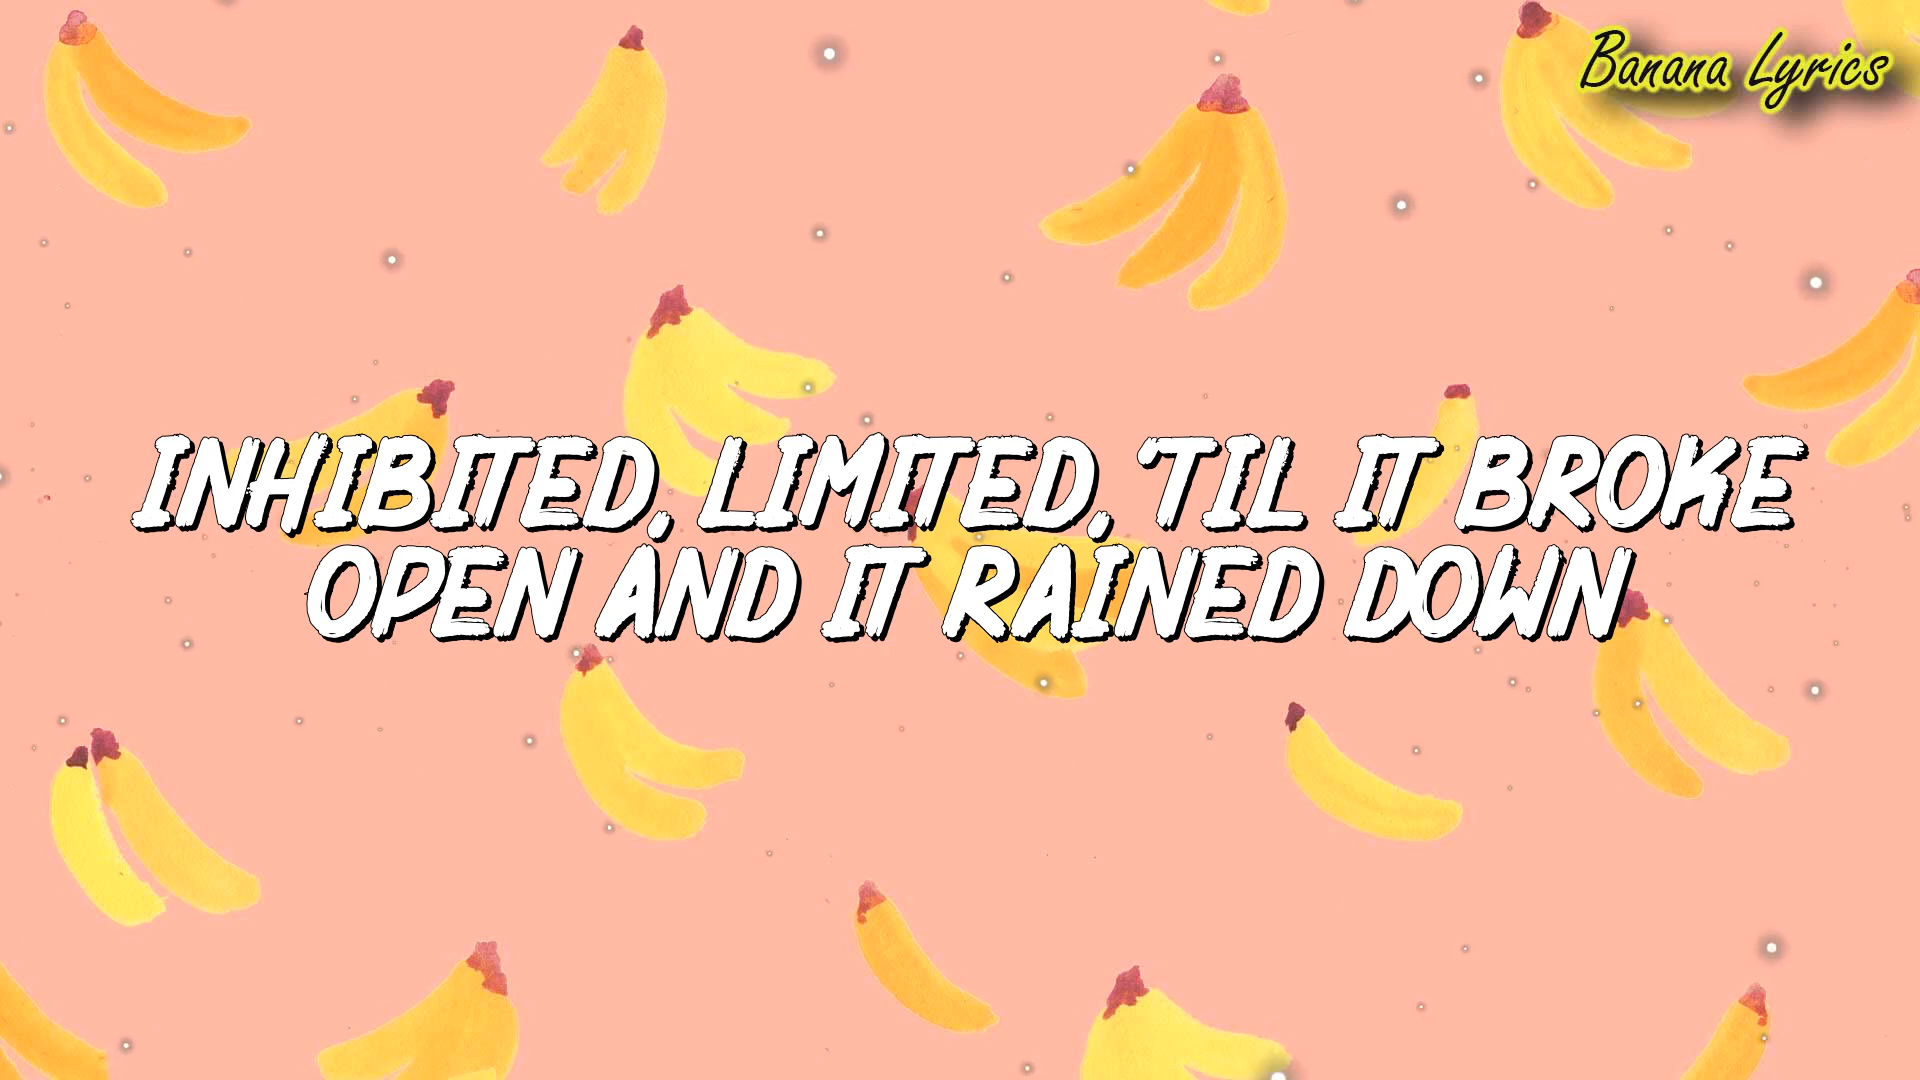 Banana Lyrics
INHIBITED, LIMITED, 'TIL IT BROKE
OPEN AND IT RAINED DOWN